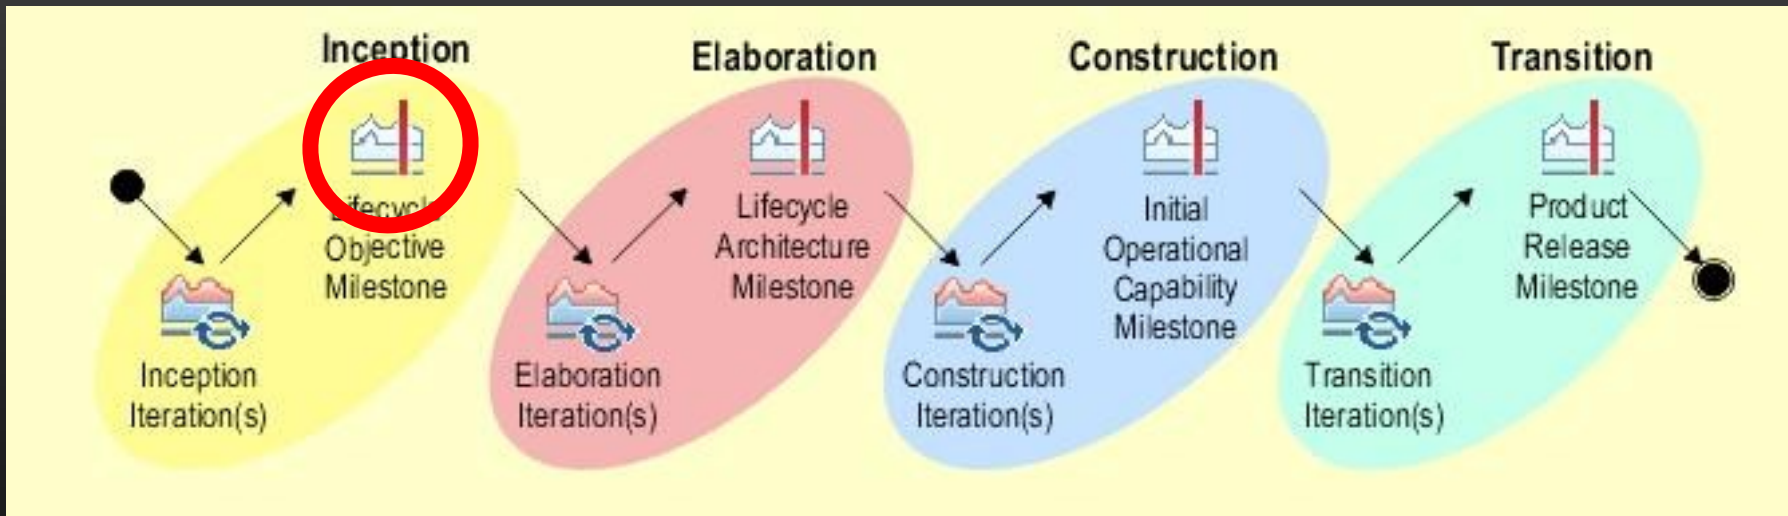 Inception
Lifecycle
Objective
Milestone
Inception
Iteration(s)
Elaboration
Lifecycle
Architecture
Milestone
Elaboration
Iteration(s)
Construction
Initial
Operational
Capability
Milestone
Construction
Iteration(s)
Transition
Product
Release
Milestone
Transition
Iteration(s)